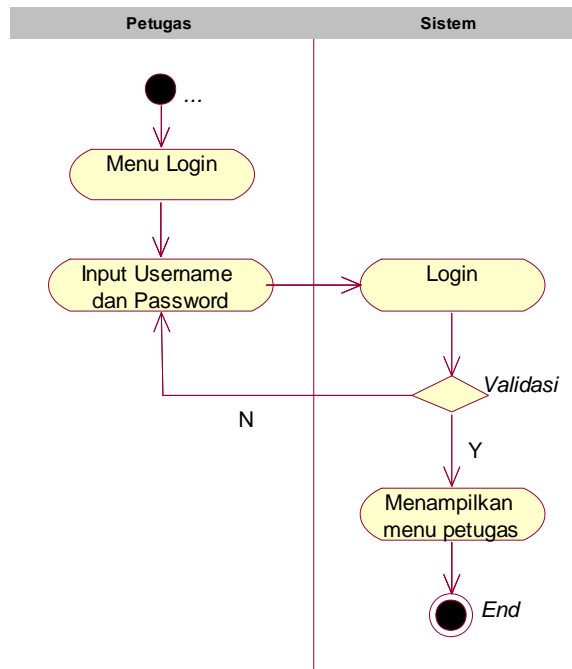 Petugas
Sistem
...
Menu Login
Input Username
dan Password
Login
Validasi
N
Y
Menampilkan
menu petugas
End